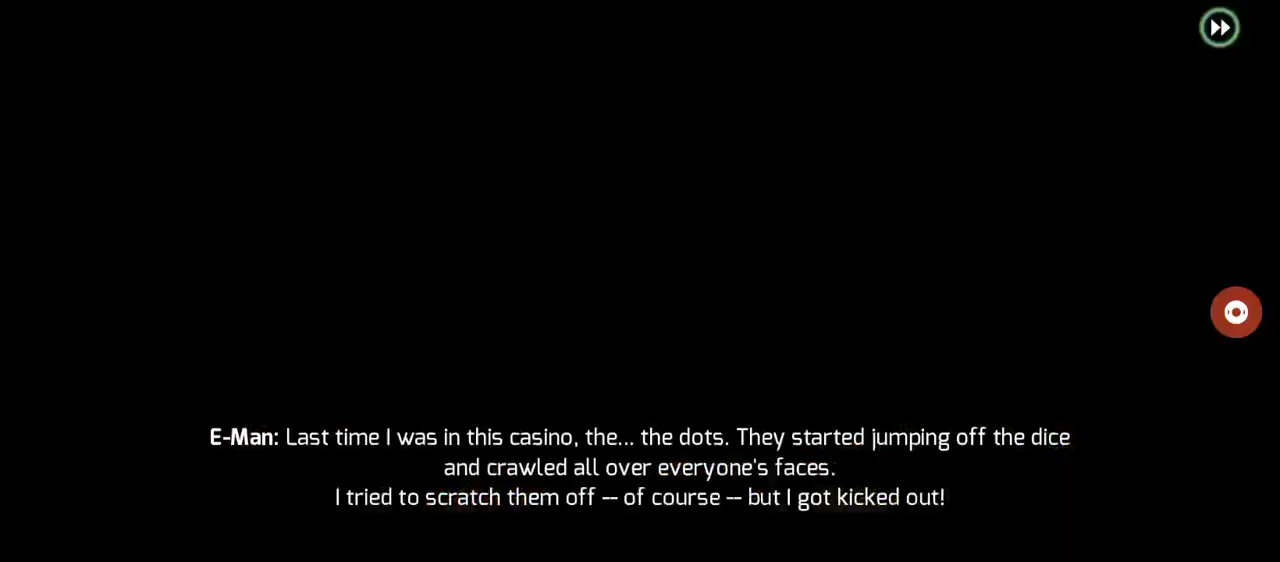 E-Man: Last time I was in this casino, the... the dots. They started jumping off the dice
and crawled all over everyone's faces.
I tried to scratch them off -- of course -- but I got kicked out!